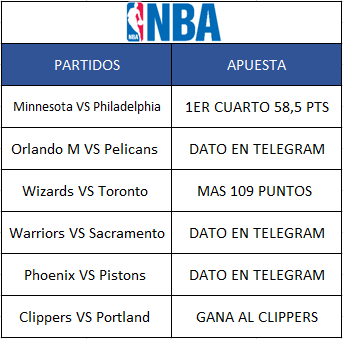 NBA NBA
PARTIDOS APUESTA
Minnesota VS Philadelphia 1ER CUARTO 58,5 PTS
Orlando M VS Pelicans DATO EN TELEGRAM
Wizards VS Toronto MAS 109 PUNTOS
Warriors VS Sacramento DATO EN TELEGRAM
Phoenix VS Pistons DATO EN TELEGRAM
Clippers VS Portland GANA AL CLIPPERS